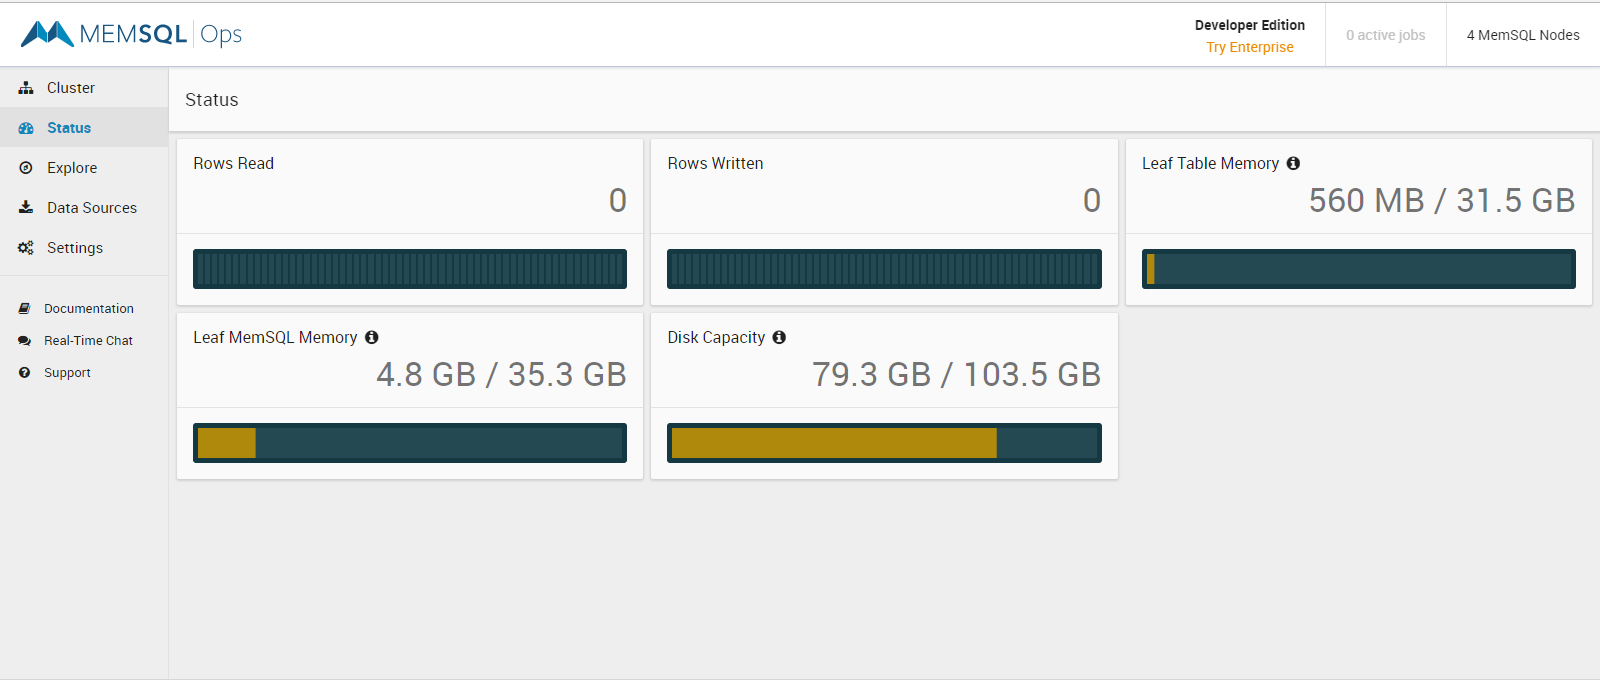 MEMSQL Ops
Developer Edition
Try Enterprise
0 active jobs
4 MemSQL Nodes
Cluster
Status
Explore
Data Sources
Settings
Documentation
Real-Time Chat
Support
Status
Rows Read
0
Rows Written
0
Leaf Table Memory
560 MB / 31.5 GB
Leaf MemSQL Memory
4.8 GB / 35.3 GB
Disk Capacity
79.3 GB / 103.5 GB